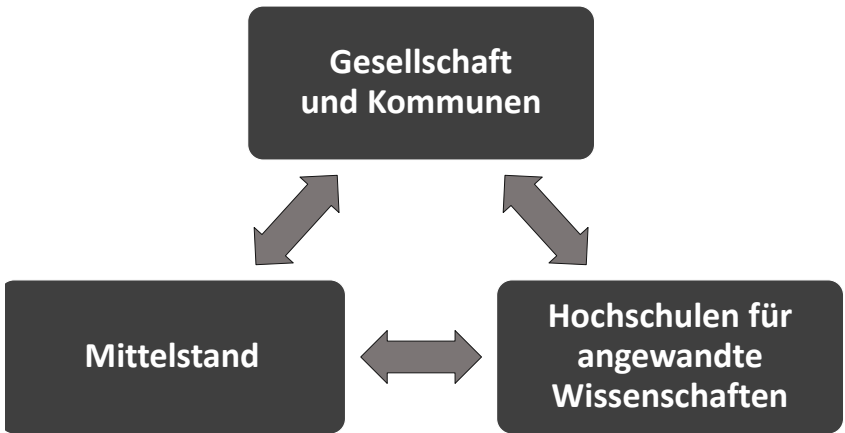 Gesellschaft
und Kommunen
Mittelstand
Hochschulen für
angewandte
Wissenschaften